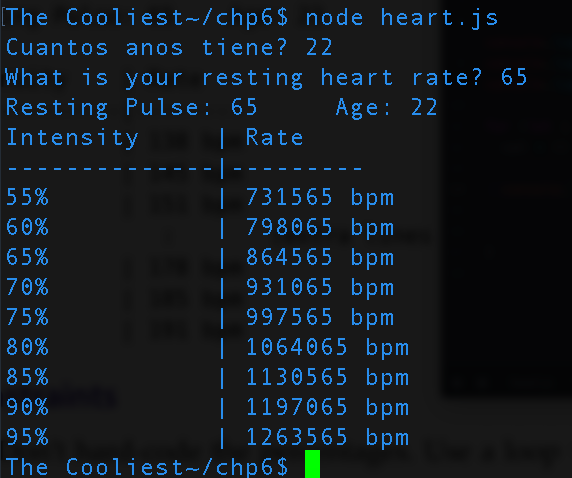 The Cooliest~/chp6$ node heart.js
Cuantos anos tiene? 22
What is your resting heart rate? 65
Resting Pulse: 65     Age: 22
Intensity     | Rate
--------------|---------
55%           | 731565 bpm
60%           | 798065 bpm
65%           | 864565 bpm
70%           | 931065 bpm
75%           | 997565 bpm
80%           | 1064065 bpm
85%           | 1130565 bpm
90%           | 1197065 bpm
95%           | 1263565 bpm
The Cooliest~/chp6$